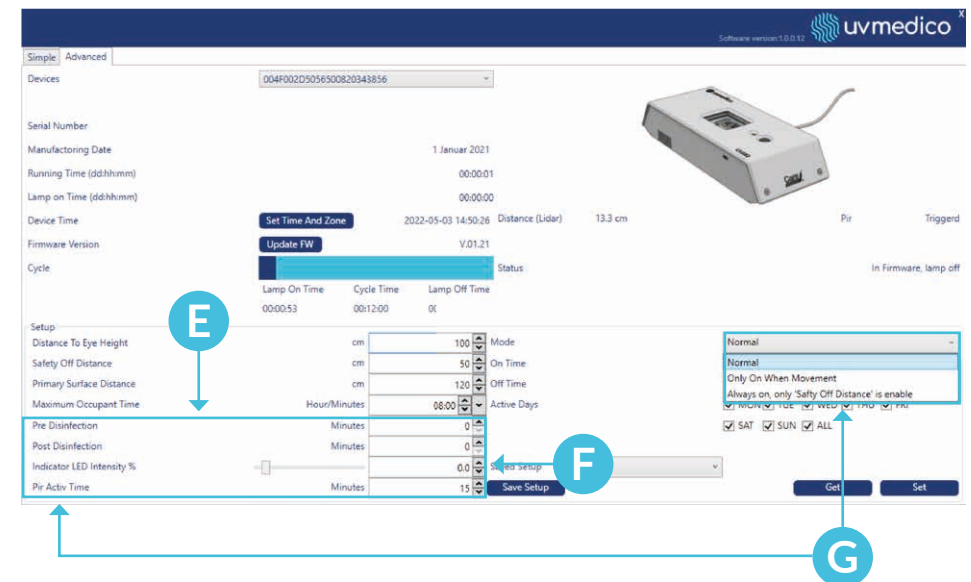 X
Software version:1.0.0.12 uvmedico
Simple Advanced
Devices 004F002D5056500820343856
Serial Number
Manufactoring Date 1 Januar 2021
Running Time (dd:hh:mm) 00:00:01
Lamp on Time (dd:hh:mm) 00:00:00
Device Time Set Time And Zone 2022-05-03 14:50:26 Distance (Lidar) 13.3 cm Pir Triggerd
Firmware Version Update FW V.01.21
Cycle Status In Firmware, lamp off
Lamp On Time Cycle Time Lamp Off Time
00:00:53 00:12:00
E
Setup
Distance To Eye Height cm 100 Mode Normal
Safety Off Distance cm 50 On Time Normal
Primary Surface Distance cm 120 Off Time Only On When Movement
Maximum Occupant Time Hour/Minutes 08:00 Active Days Always on, only 'Safty Off Distance' is enable
MON TUE WED THU FRI
Pre Disinfection Minutes 0 SAT SUN ALL
Post Disinfection Minutes 0
Indicator LED Intensity % 0.0 Saved Setup
F
Pir Activ Time Minutes 15 Save Setup Get Set
G